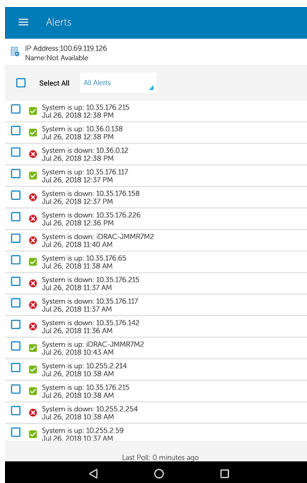 Alerts
IP Address:100.69.119.126
Name:Not Available
Select All
All Alerts
System is up: 10.35.176.215
Jul 26, 2018 12:38 PM
System is up: 10.36.0.138
Jul 26, 2018 12:38 PM
System is down: 10.36.0.12
Jul 26, 2018 12:38 PM
System is up: 10.35.176.117
Jul 26, 2018 12:37 PM
System is down: 10.35.176.158
Jul 26, 2018 12:37 PM
System is down: 10.35.176.226
Jul 26, 2018 12:36 PM
System is down: iDRAC-JMMR7M2
Jul 26, 2018 11:40 AM
System is up: 10.35.176.65
Jul 26, 2018 11:38 AM
System is down: 10.35.176.215
Jul 26, 2018 11:37 AM
System is down: 10.35.176.117
Jul 26, 2018 11:37 AM
System is down: 10.35.176.142
Jul 26, 2018 11:36 AM
System is up: iDRAC-JMMR7M2
Jul 26, 2018 10:43 AM
System is up: 10.255.2.214
Jul 26, 2018 10:38 AM
System is up: 10.35.176.215
Jul 26, 2018 10:38 AM
System is down: 10.255.2.254
Jul 26, 2018 10:38 AM
System is up: 10.255.2.59
Jul 26, 2018 10:37 AM
Last Poll: 0 minutes ago